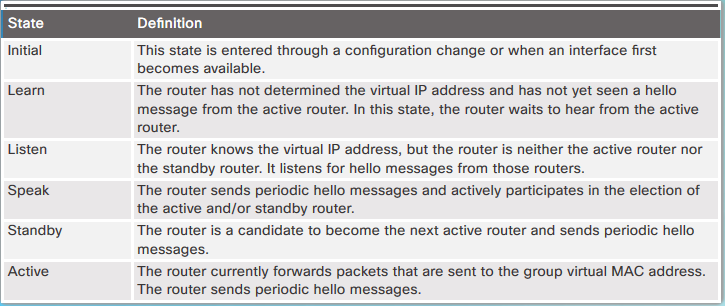 State Definition
Initial This state is entered through a configuration change or when an interface first
becomes available.
Learn The router has not determined the virtual IP address and has not yet seen a hello
message from the active router. In this state, the router waits to hear from the active
router.
Listen The router knows the virtual IP address, but the router is neither the active router nor
the standby router. It listens for hello messages from those routers.
Speak The router sends periodic hello messages and actively participates in the election of
the active and/or standby router.
Standby The router is a candidate to become the next active router and sends periodic hello
messages.
Active The router currently forwards packets that are sent to the group virtual MAC address.
The router sends periodic hello messages.